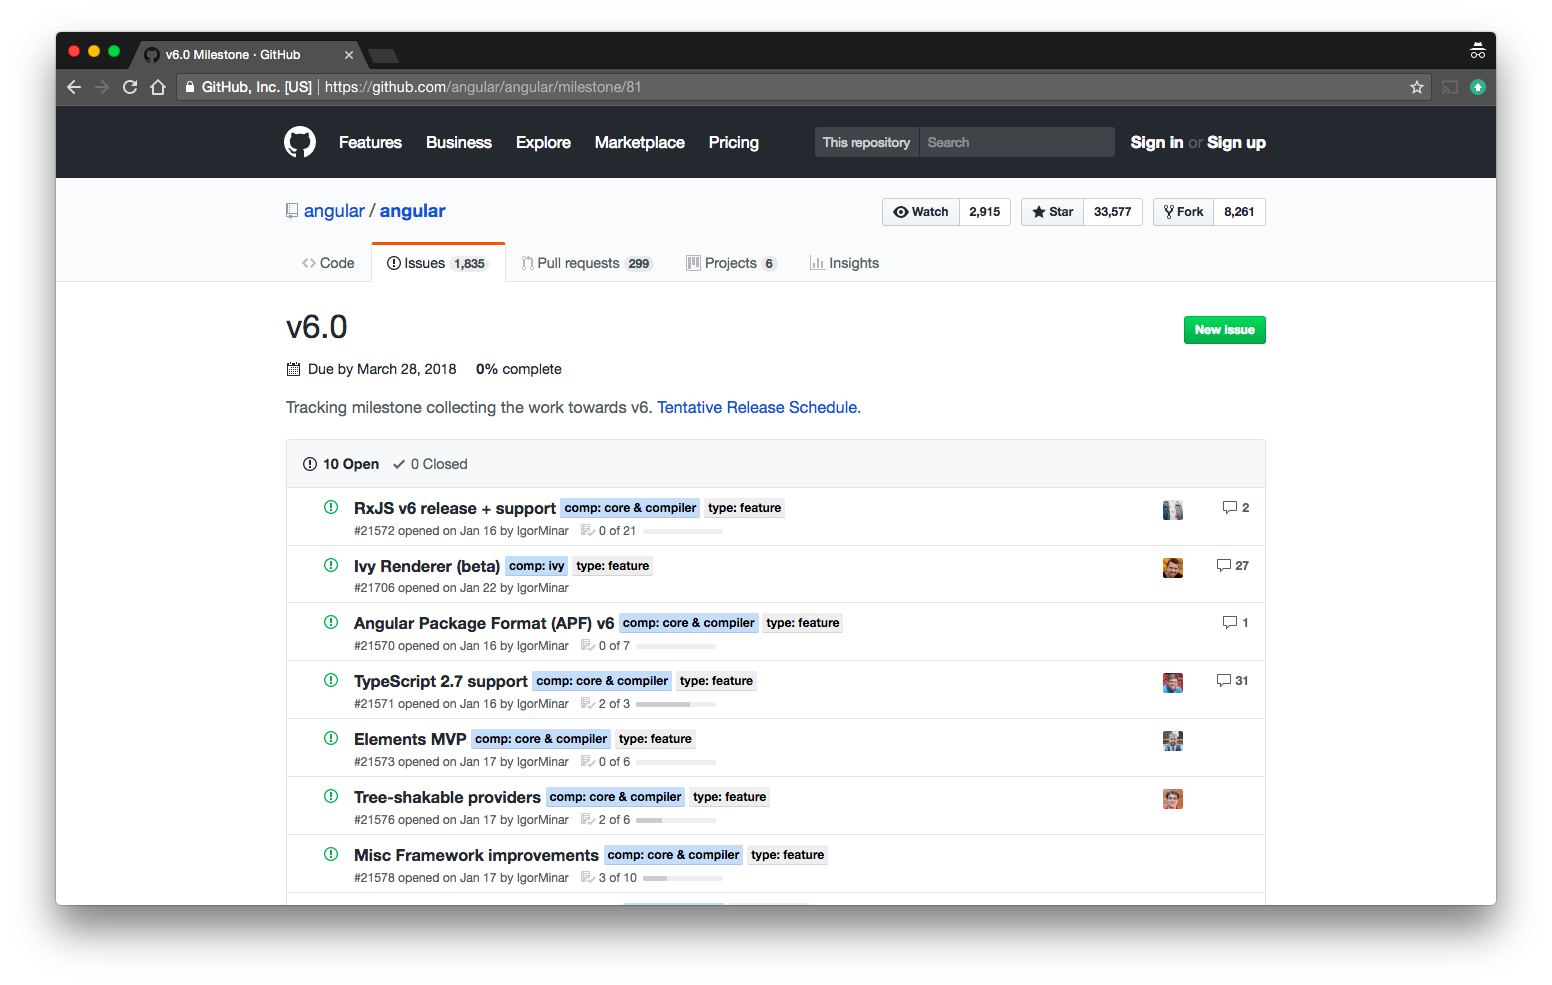 v6.0 Milestone · GitHub
GitHub, Inc. [US] | https://github.com/angular/angular/milestone/81
Features Business Explore Marketplace Pricing This repository Search Sign in or Sign up
angular / angular Watch 2,915 Star 33,577 Fork 8,261
Code Issues 1,835 Pull requests 299 Projects 6 Insights
v6.0 New issue
Due by March 28, 2018 0% complete
Tracking milestone collecting the work towards v6. Tentative Release Schedule.
10 Open 0 Closed
RxJS v6 release + support comp: core & compiler type: feature 2
#21572 opened on Jan 16 by IgorMinar 0 of 21
Ivy Renderer (beta) comp: ivy type: feature 27
#21706 opened on Jan 22 by IgorMinar
Angular Package Format (APF) v6 comp: core & compiler type: feature 1
#21570 opened on Jan 16 by IgorMinar 0 of 7
TypeScript 2.7 support comp: core & compiler type: feature 31
#21571 opened on Jan 16 by IgorMinar 2 of 3
Elements MVP comp: core & compiler type: feature
#21573 opened on Jan 17 by IgorMinar 0 of 6
Tree-shakable providers comp: core & compiler type: feature
#21576 opened on Jan 17 by IgorMinar 2 of 6
Misc Framework improvements comp: core & compiler type: feature
#21578 opened on Jan 17 by IgorMinar 3 of 10